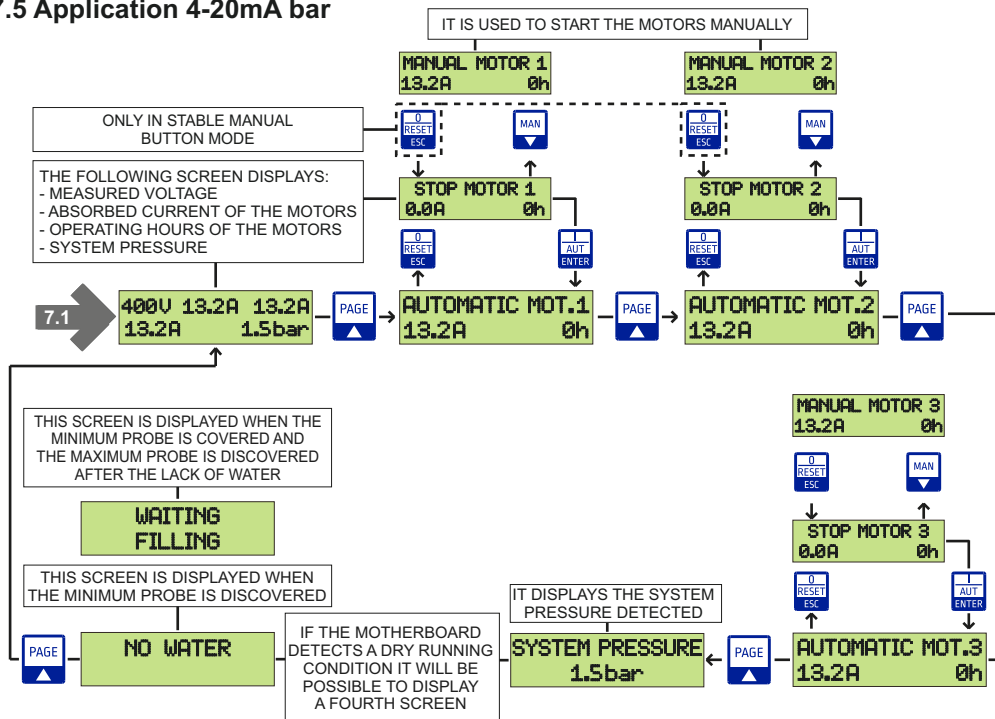 7.5 Application 4-20mA bar
IT IS USED TO START THE MOTORS MANUALLY
MANUAL MOTOR 1
13.2A 0h
MANUAL MOTOR 2
13.2A 0h
ONLY IN STABLE MANUAL
BUTTON MODE
0
RESET
ESC
MAN
0
RESET
ESC
MAN
THE FOLLOWING SCREEN DISPLAYS:
- MEASURED VOLTAGE
- ABSORBED CURRENT OF THE MOTORS
- OPERATING HOURS OF THE MOTORS
- SYSTEM PRESSURE
STOP MOTOR 1
0.0A 0h
STOP MOTOR 2
0.0A 0h
0
RESET
ESC
I
AUT
ENTER
0
RESET
ESC
I
AUT
ENTER
7.1
400V 13.2A 13.2A
13.2A 1.5bar
PAGE
AUTOMATIC MOT.1
13.2A 0h
PAGE
AUTOMATIC MOT.2
13.2A 0h
PAGE
MANUAL MOTOR 3
13.2A 0h
0
RESET
ESC
MAN
STOP MOTOR 3
0.0A 0h
0
RESET
ESC
I
AUT
ENTER
AUTOMATIC MOT.3
13.2A 0h
PAGE
IT DISPLAYS THE SYSTEM
PRESSURE DETECTED
SYSTEM PRESSURE
1.5bar
IF THE MOTHERBOARD
DETECTS A DRY RUNNING
CONDITION IT WILL BE
POSSIBLE TO DISPLAY
A FOURTH SCREEN
THIS SCREEN IS DISPLAYED WHEN THE
MINIMUM PROBE IS COVERED AND
THE MAXIMUM PROBE IS DISCOVERED
AFTER THE LACK OF WATER
WAITING
FILLING
THIS SCREEN IS DISPLAYED WHEN
THE MINIMUM PROBE IS DISCOVERED
NO WATER
PAGE